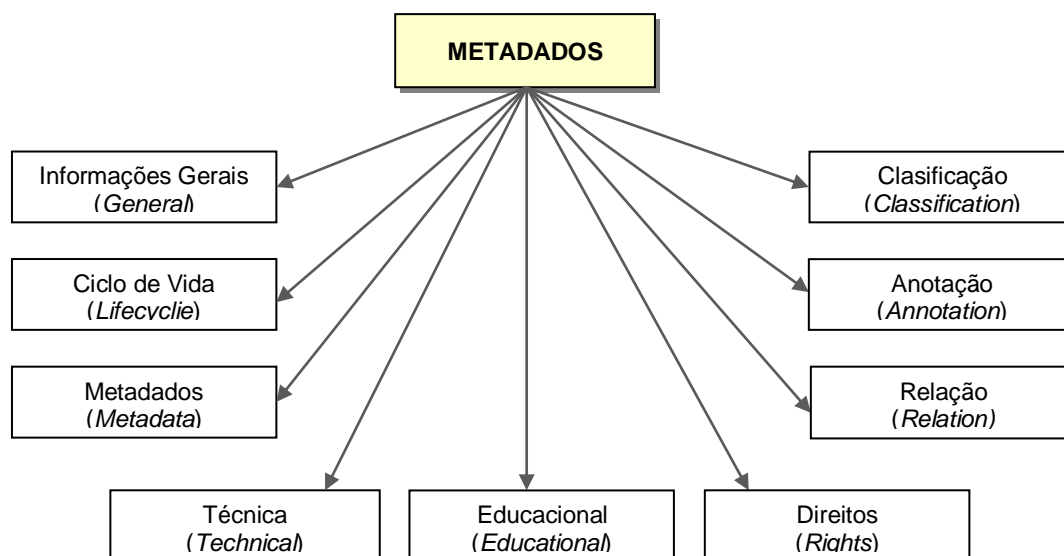 METADADOS
Informações Gerais
(General)
Clasificação
(Classification)
Ciclo de Vida
(Lifecyclie)
Anotação
(Annotation)
Metadados
(Metadata)
Relação
(Relation)
Técnica
(Technical)
Educacional
(Educational)
Direitos
(Rights)